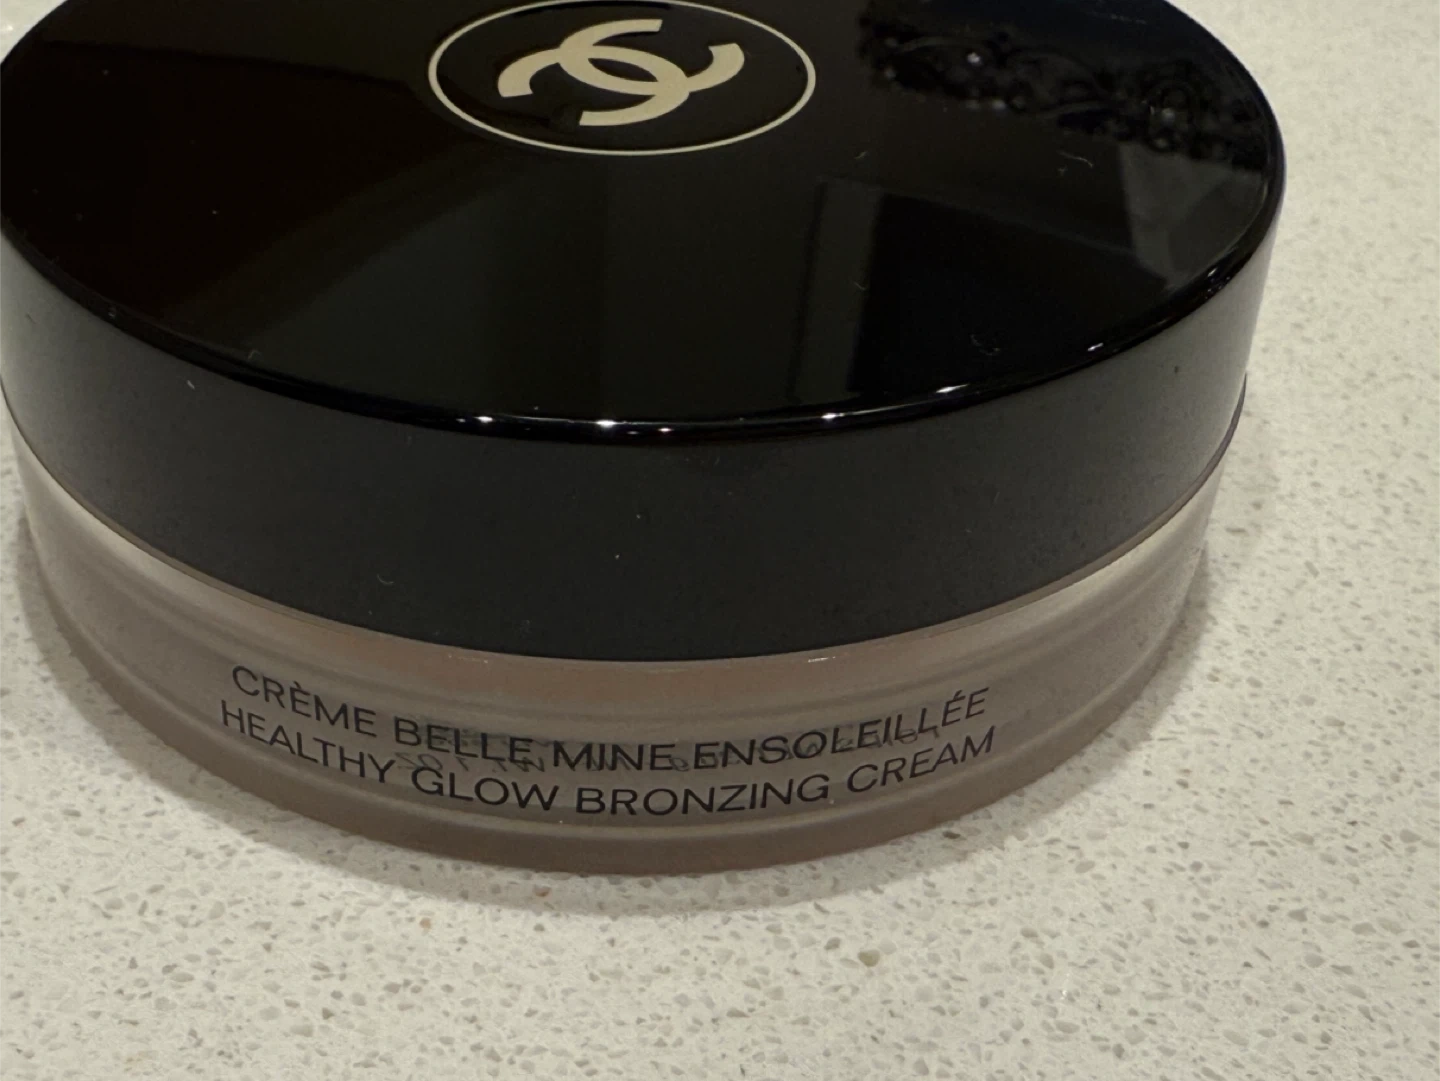 CRÈME BELLE MINE ENSOLEILLÉE
HEALTHY GLOW BRONZING CREAM